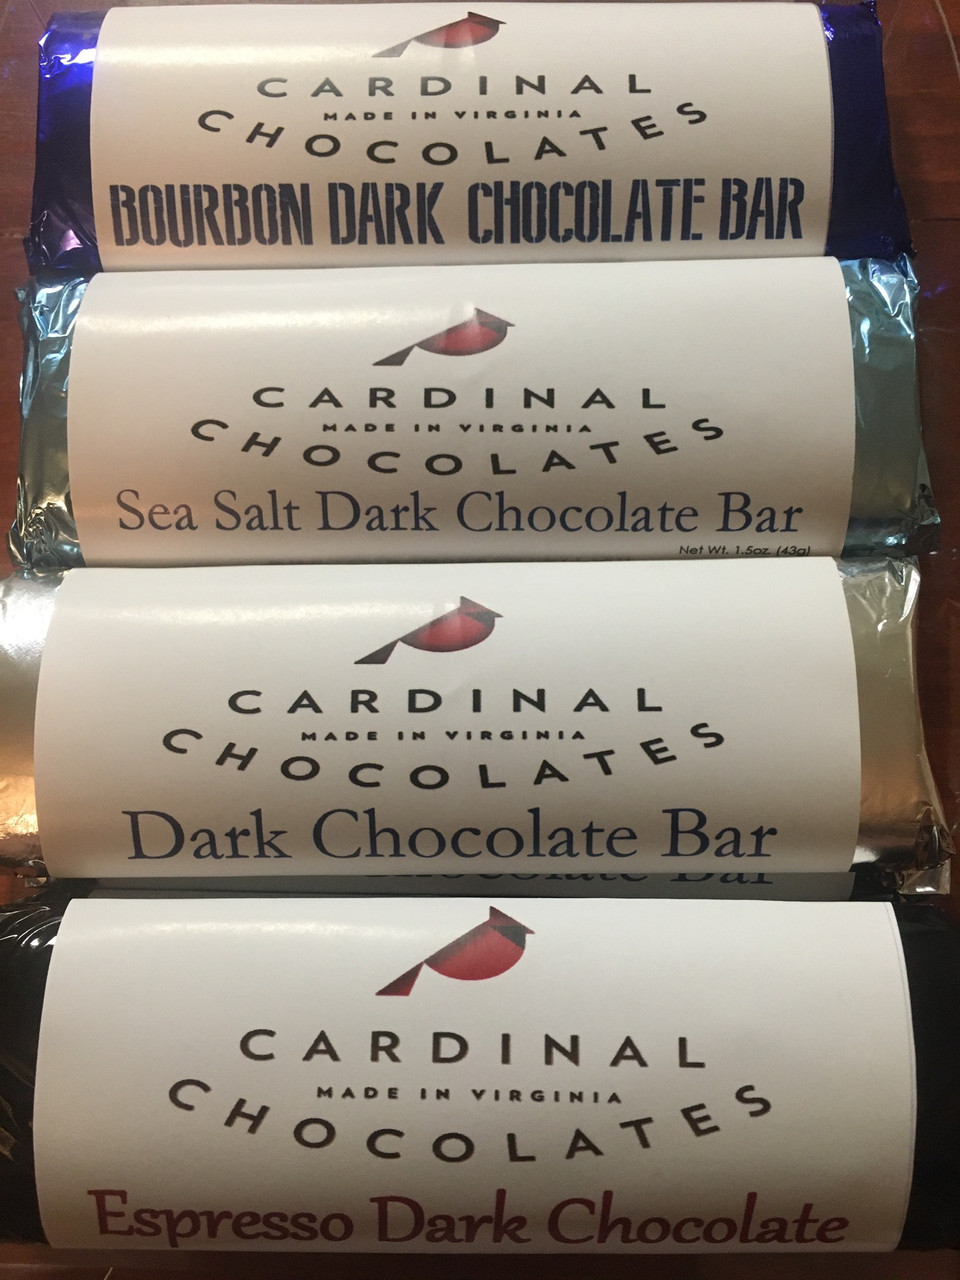 CARDINAL
MADE IN VIRGINIA
CHOCOLATES
BOURBON DARK CHOCOLATE BAR
CARDINAL
MADE IN VIRGINIA
CHOCOLATES
Sea Salt Dark Chocolate Bar
Net Wt. 1.5oz. (43g)
CARDINAL
MADE IN VIRGINIA
CHOCOLATES
Dark Chocolate Bar
Chocolate Bar
CARDINAL
MADE IN VIRGINIA
CHOCOLATES
Espresso Dark Chocolate